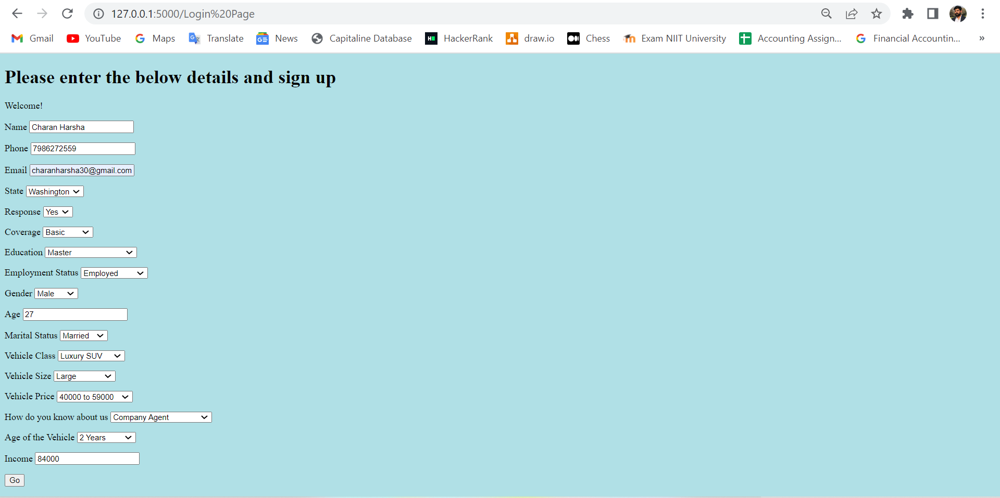 127.0.0.1:5000/Login%20Page
Gmail YouTube Maps Translate News Capitaline Database HackerRank draw.io Chess Exam NIIT University Accounting Assign... Financial Accountin... »
Please enter the below details and sign up
Welcome!
Name Charan Harsha
Phone 7986272559
Email charanharsha30@gmail.com
State Washington
Response Yes
Coverage Basic
Education Master
Employment Status Employed
Gender Male
Age 27
Marital Status Married
Vehicle Class Luxury SUV
Vehicle Size Large
Vehicle Price 40000 to 59000
How do you know about us Company Agent
Age of the Vehicle 2 Years
Income 84000
Go